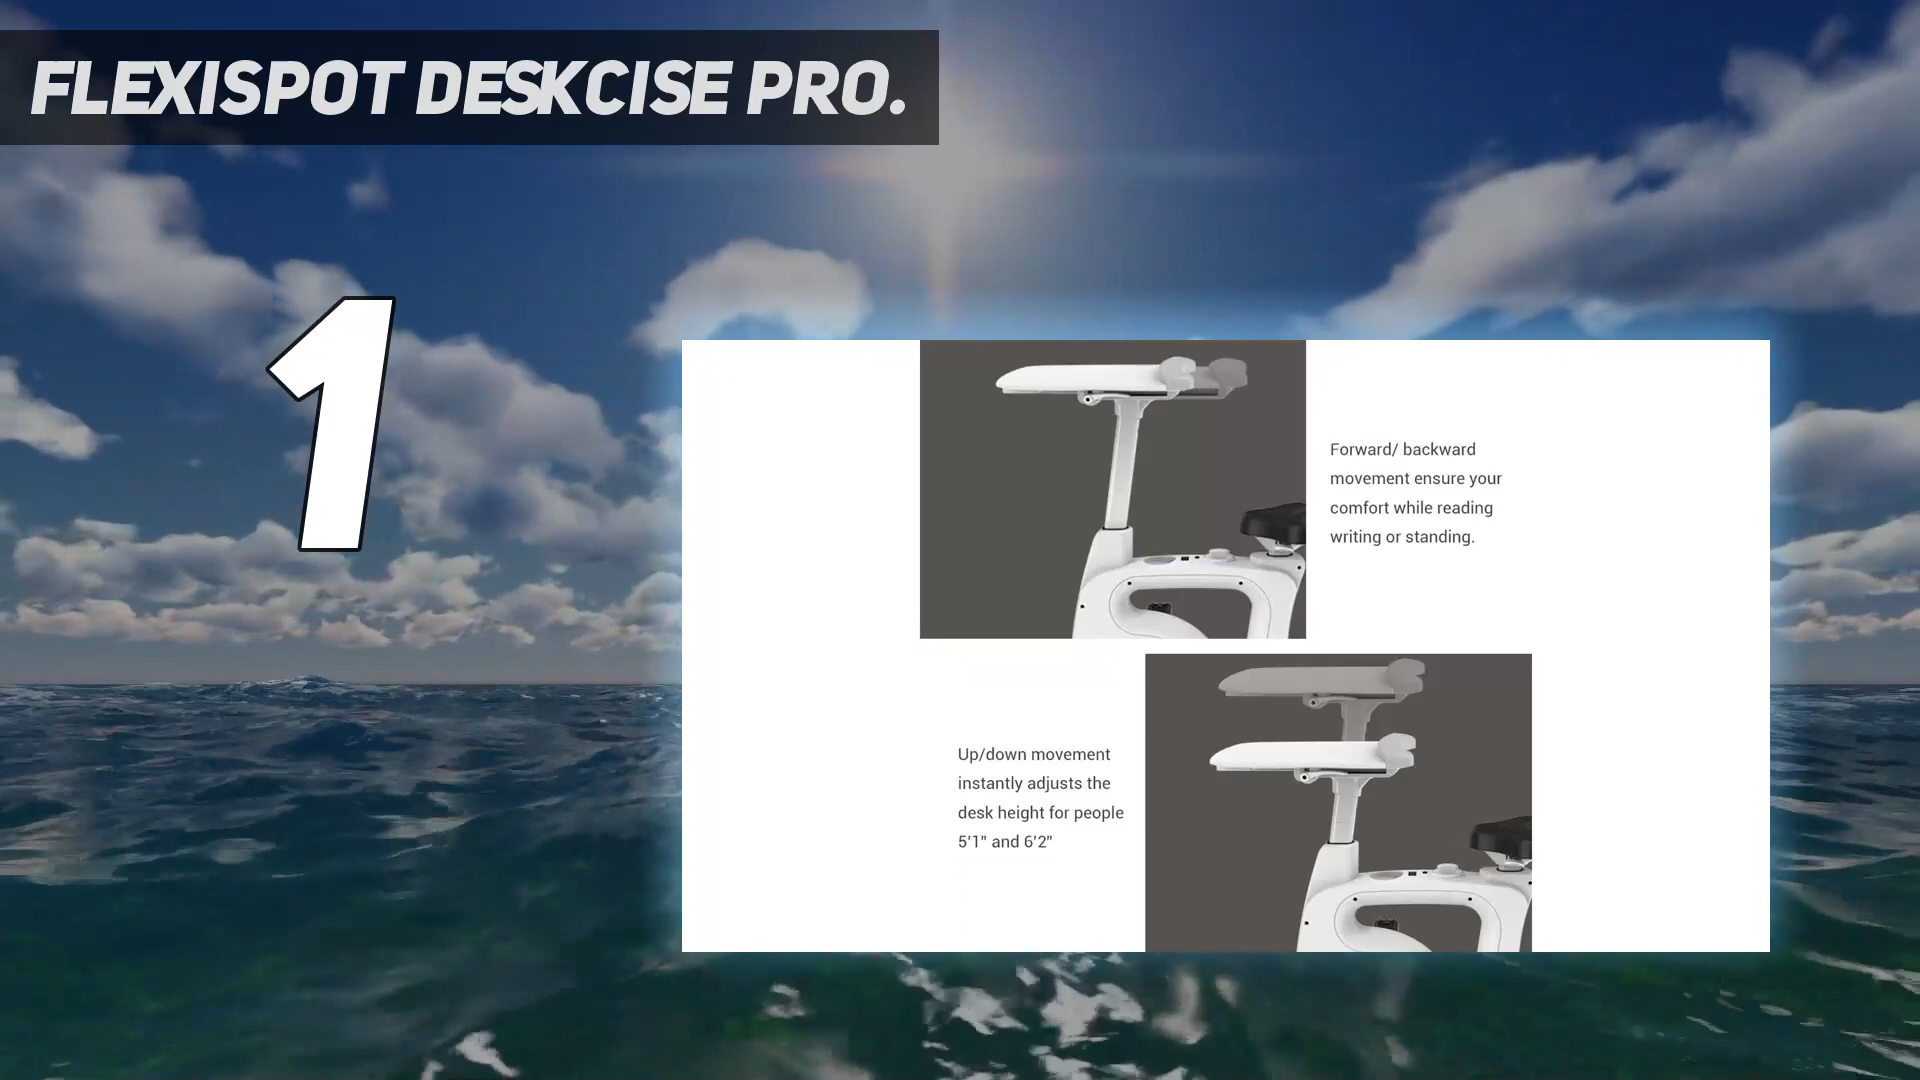 FLEXISPOT DESKCISE PRO.
1
Forward/ backward
movement ensure your
comfort while reading
writing or standing.
Up/down movement
instantly adjusts the
desk height for people
5'1" and 6'2"